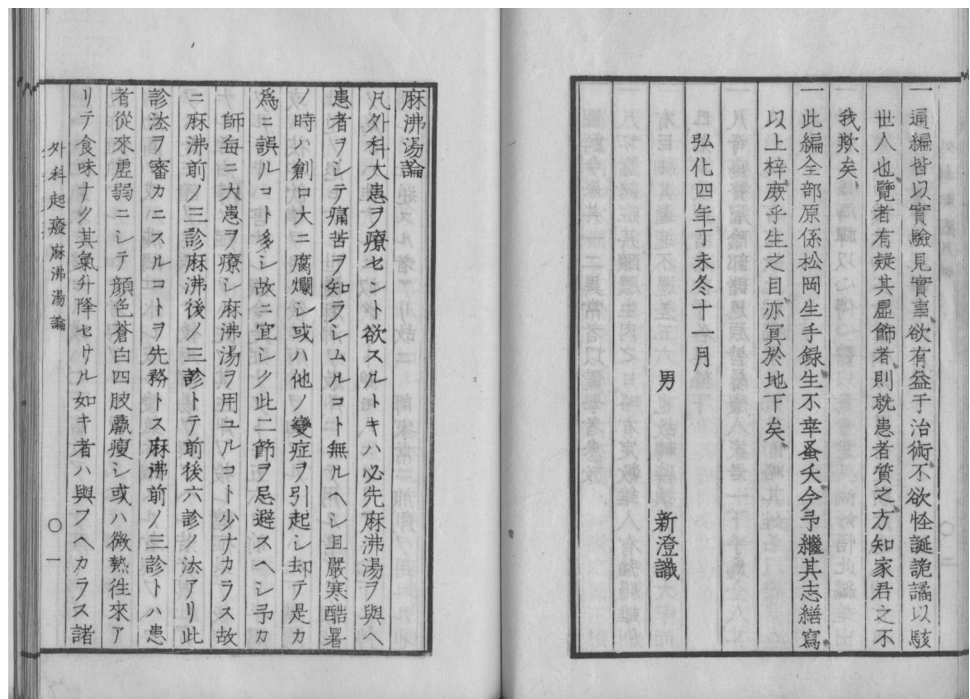 一通編皆以實驗見實事欲有益于治術不欲怪誕詭譎以駭
世人也覽者有疑其虛飾者則就患者質之方知家君之不
我欺矣
一此編全部原係松岡生手録生不幸蚤夭今予繼其志繕寫
以上梓庶乎生之目亦冥於地下矣
弘化四年丁未冬十一月
男　新澄識
麻沸湯論
凡外科大患ヲ療セント欲スルトキハ必先麻沸湯ヲ與ヘ
患者ヲシテ痛苦ヲ知ラシムルコト無ルヘシ且嚴寒酷暑
ノ時ハ創口大ニ腐爛シ或ハ他ノ變症ヲ引起シ却テ是カ
爲ニ誤ルコト多シ故ニ宜シク此二節ヲ忌避スヘシ予カ
師每ニ大患ヲ療シ麻沸湯ヲ用ユルコト少ナカラス故
ニ麻沸前ノ三診麻沸後ノ三診トテ前後六診ノ法アリ此
診法ヲ審カニスルコトヲ先務トス麻沸前ノ三診トハ患
者從來虛弱ニシテ顔色蒼白四肢羸瘦シ或ハ微熱徃來ア
リテ食味ナク其氣升降セサル如キ者ハ與フヘカラス諸
外科起癈麻沸湯論　〇一